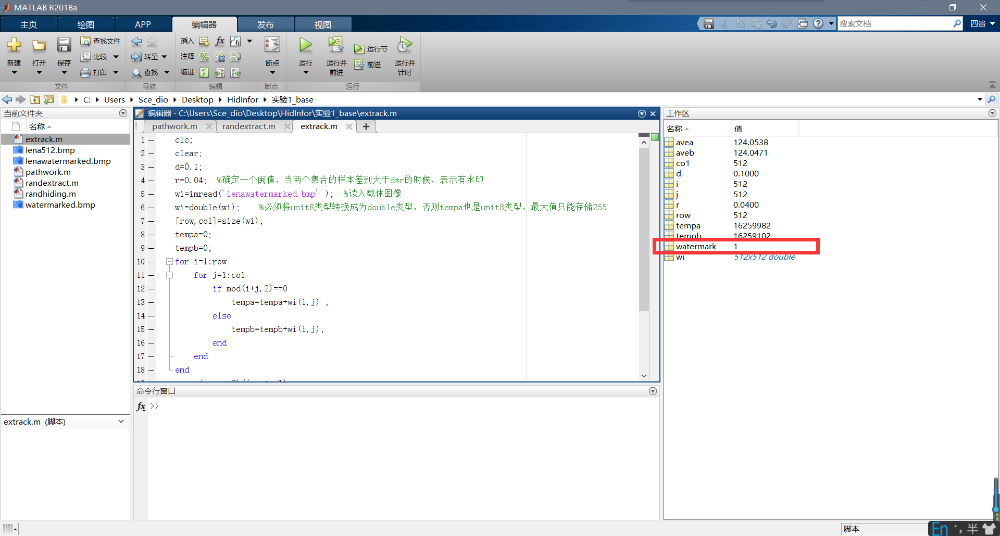 MATLAB R2018a
主页 绘图 APP 编辑器 发布 视图
搜索文档
四贵
新建
打开
保存
查找文件
比较
打印
文件
转至
查找
导航
插入
注释
缩进
编辑
断点
断点
运行
运行并
前进
运行节
前进
运行并
计时
运行
C: Users Sce_dio Desktop HidInfor 实验1_base
当前文件夹
名称
extrack.m
lena512.bmp
lenawatermarked.bmp
pathwork.m
randextract.m
randhiding.m
watermarked.bmp
extrack.m (脚本)
编辑器 - C:\Users\Sce_dio\Desktop\HidInfor\实验1_base\extrack.m
pathwork.m randextract.m extrack.m
1 clc;
2 clear;
3 d=0.1;
4 r=0.04; %确定一个阈值，当两个集合的样本差别大于d*r的时候，表示有水印
5 wi=imread('lenawatermarked.bmp' ); %读入载体图像
6 wi=double(wi); %必须将unit8类型转换成为double类型，否则tempa也是unit8类型，最大值只能存储255
7 [row,col]=size(wi);
8 tempa=0;
9 tempb=0;
10 for i=1:row
11 for j=1:col
12 if mod(i+j,2)==0
13 tempa=tempa+wi(i,j) ;
14 else
15 tempb=tempb+wi(i,j);
16 end
17 end
18 end
命令行窗口
fx >>
工作区
名称 值
avea 124.0538
aveb 124.0471
col 512
d 0.1000
i 512
j 512
r 0.0400
row 512
tempa 16259982
tempb 16259102
watermark 1
wi 512x512 double
脚本
En 半